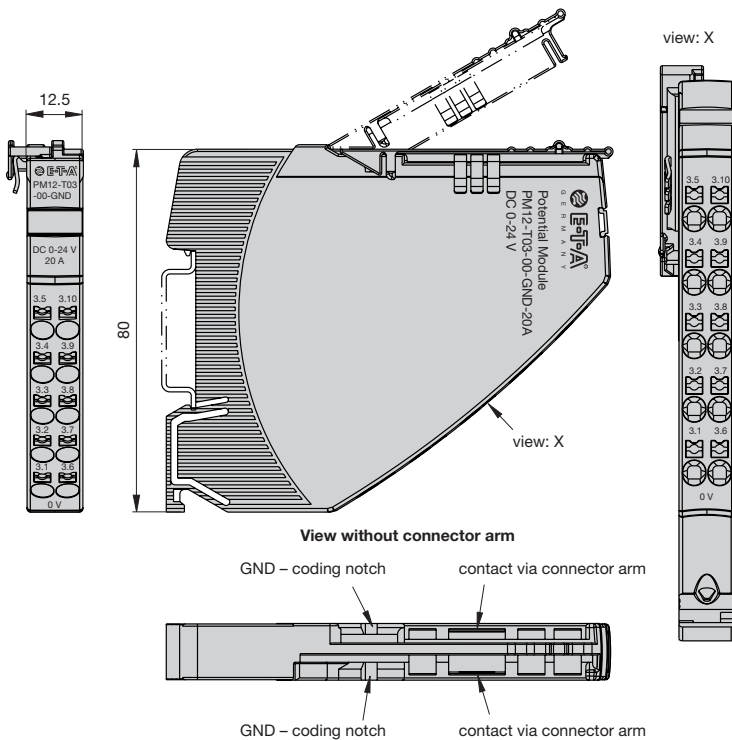 view: X
12.5
E-T-A
PM12-T03
-00-GND
DC 0-24 V
20 A
3.5 3.10
3.4 3.9
3.3 3.8
3.2 3.7
3.1 3.6
0 V
80
E-T-A®
GERMANY
Potential Module
PM12-T03-00-GND-20A
DC 0-24 V
view: X
3.5 3.10
3.4 3.9
3.3 3.8
3.2 3.7
3.1 3.6
0 V
View without connector arm
GND – coding notch contact via connector arm
GND – coding notch contact via connector arm